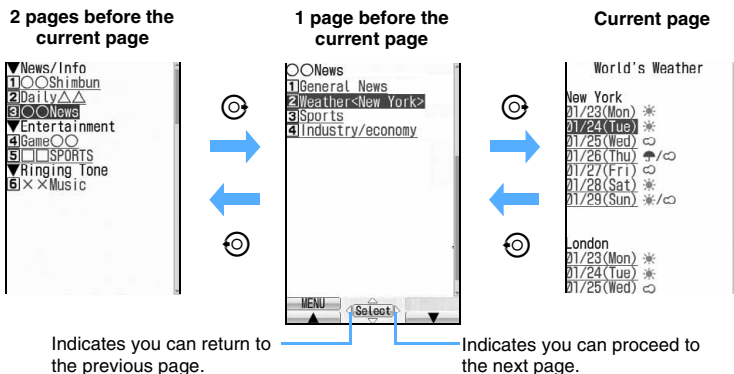 2 pages before the
current page
1 page before the
current page
Current page
▼News/Info
1○○Shimbun
2Daily△△
3○○News
▼Entertainment
4Game○○
5□□SPORTS
▼Ringing Tone
6××Music
○○News
1General News
2Weather<New York>
3Sports
4Industry/economy
MENU
Select
▲
▼
World's Weather
New York
01/23(Mon)
01/24(Tue)
01/25(Wed)
01/26(Thu) /
01/27(Fri)
01/28(Sat)
01/29(Sun) /
London
01/23(Mon)
01/24(Tue)
01/25(Wed)
Indicates you can return to
the previous page.
Indicates you can proceed to
the next page.